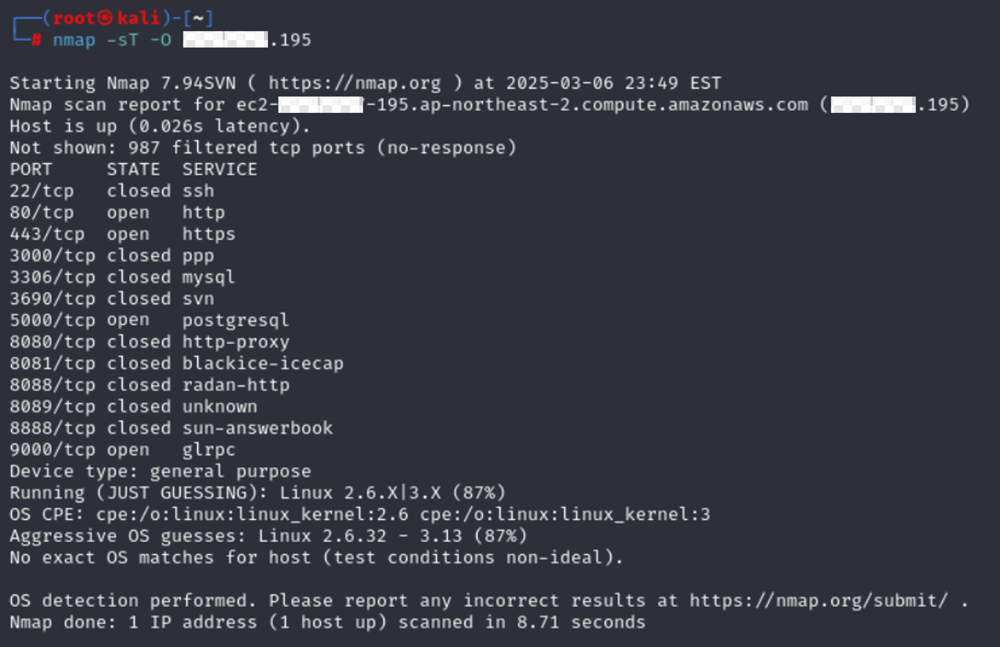 ┌──(root㉿kali)-[~]
└─# nmap -sT -O .195
Starting Nmap 7.94SVN ( https://nmap.org ) at 2025-03-06 23:49 EST
Nmap scan report for ec2- -195.ap-northeast-2.compute.amazonaws.com ( .195)
Host is up (0.026s latency).
Not shown: 987 filtered tcp ports (no-response)
PORT     STATE  SERVICE
22/tcp   closed ssh
80/tcp   open   http
443/tcp  open   https
3000/tcp closed ppp
3306/tcp closed mysql
3690/tcp closed svn
5000/tcp open   postgresql
8080/tcp closed http-proxy
8081/tcp closed blackice-icecap
8088/tcp closed radan-http
8089/tcp closed unknown
8888/tcp closed sun-answerbook
9000/tcp open   glrpc
Device type: general purpose
Running (JUST GUESSING): Linux 2.6.X|3.X (87%)
OS CPE: cpe:/o:linux:linux_kernel:2.6 cpe:/o:linux:linux_kernel:3
Aggressive OS guesses: Linux 2.6.32 - 3.13 (87%)
No exact OS matches for host (test conditions non-ideal).
OS detection performed. Please report any incorrect results at https://nmap.org/submit/ .
Nmap done: 1 IP address (1 host up) scanned in 8.71 seconds